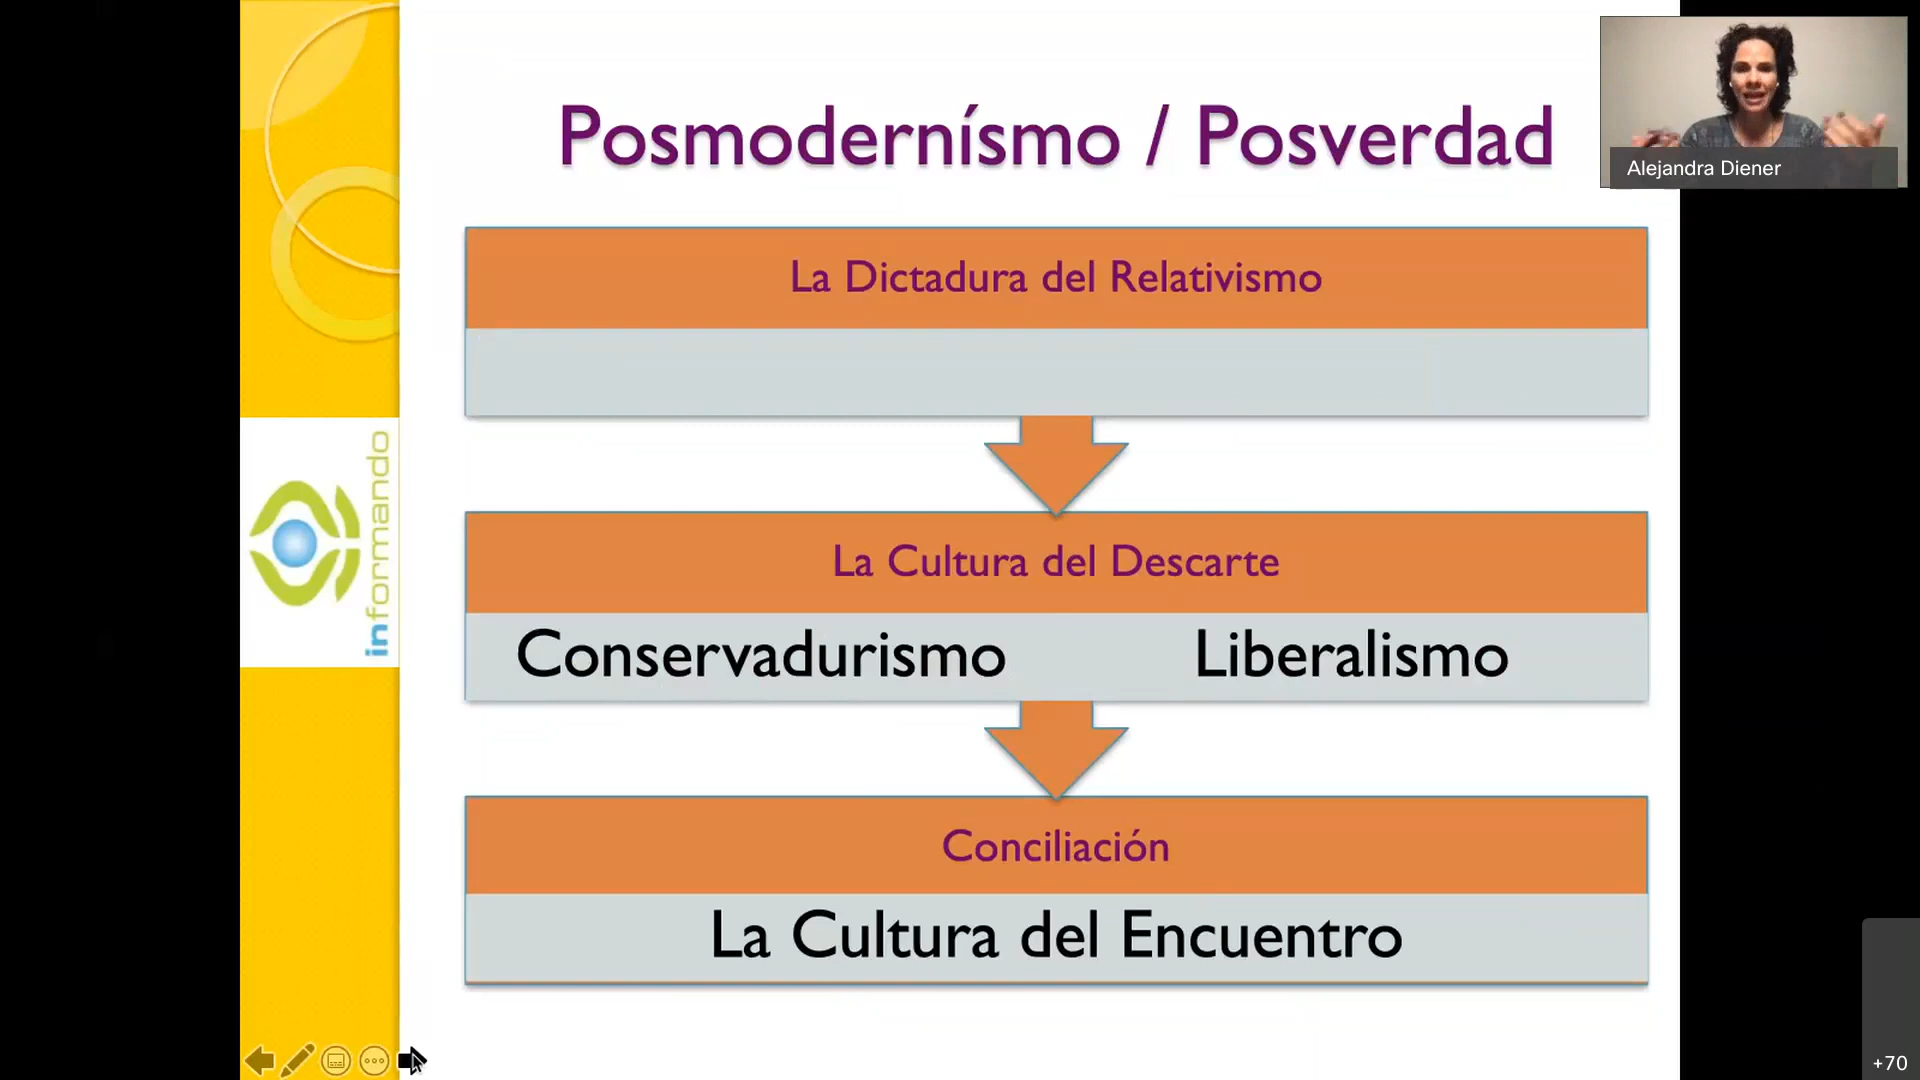 Posmodernísmo / Posverdad
Alejandra Diener
La Dictadura del Relativismo
La Cultura del Descarte
Conservadurismo Liberalismo
Conciliación
La Cultura del Encuentro
informando
+70